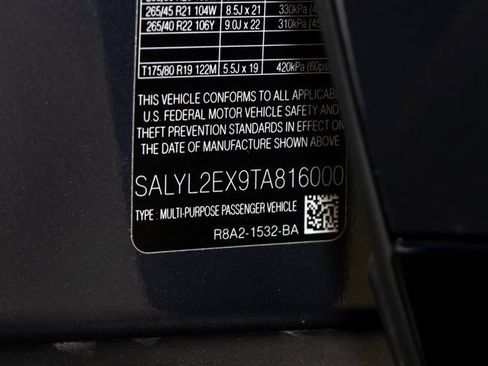 265/45 R21 104W 8.5J x 21 330kPa
265/40 R22 106Y 9.0J x 22 310kPa
T175/80 R19 122M 5.5J x 19 420kPa (60psi
THIS VEHICLE CONFORMS TO ALL APPLICABL
U.S. FEDERAL MOTOR VEHICLE SAFETY AND
THEFT PREVENTION STANDARDS IN EFFECT ON
THE DATE OF MANUFACTURE SHOWN ABOVE
SALYL2EX9TA816000
TYPE : MULTI-PURPOSE PASSENGER VEHICLE
R8A2-1532-BA